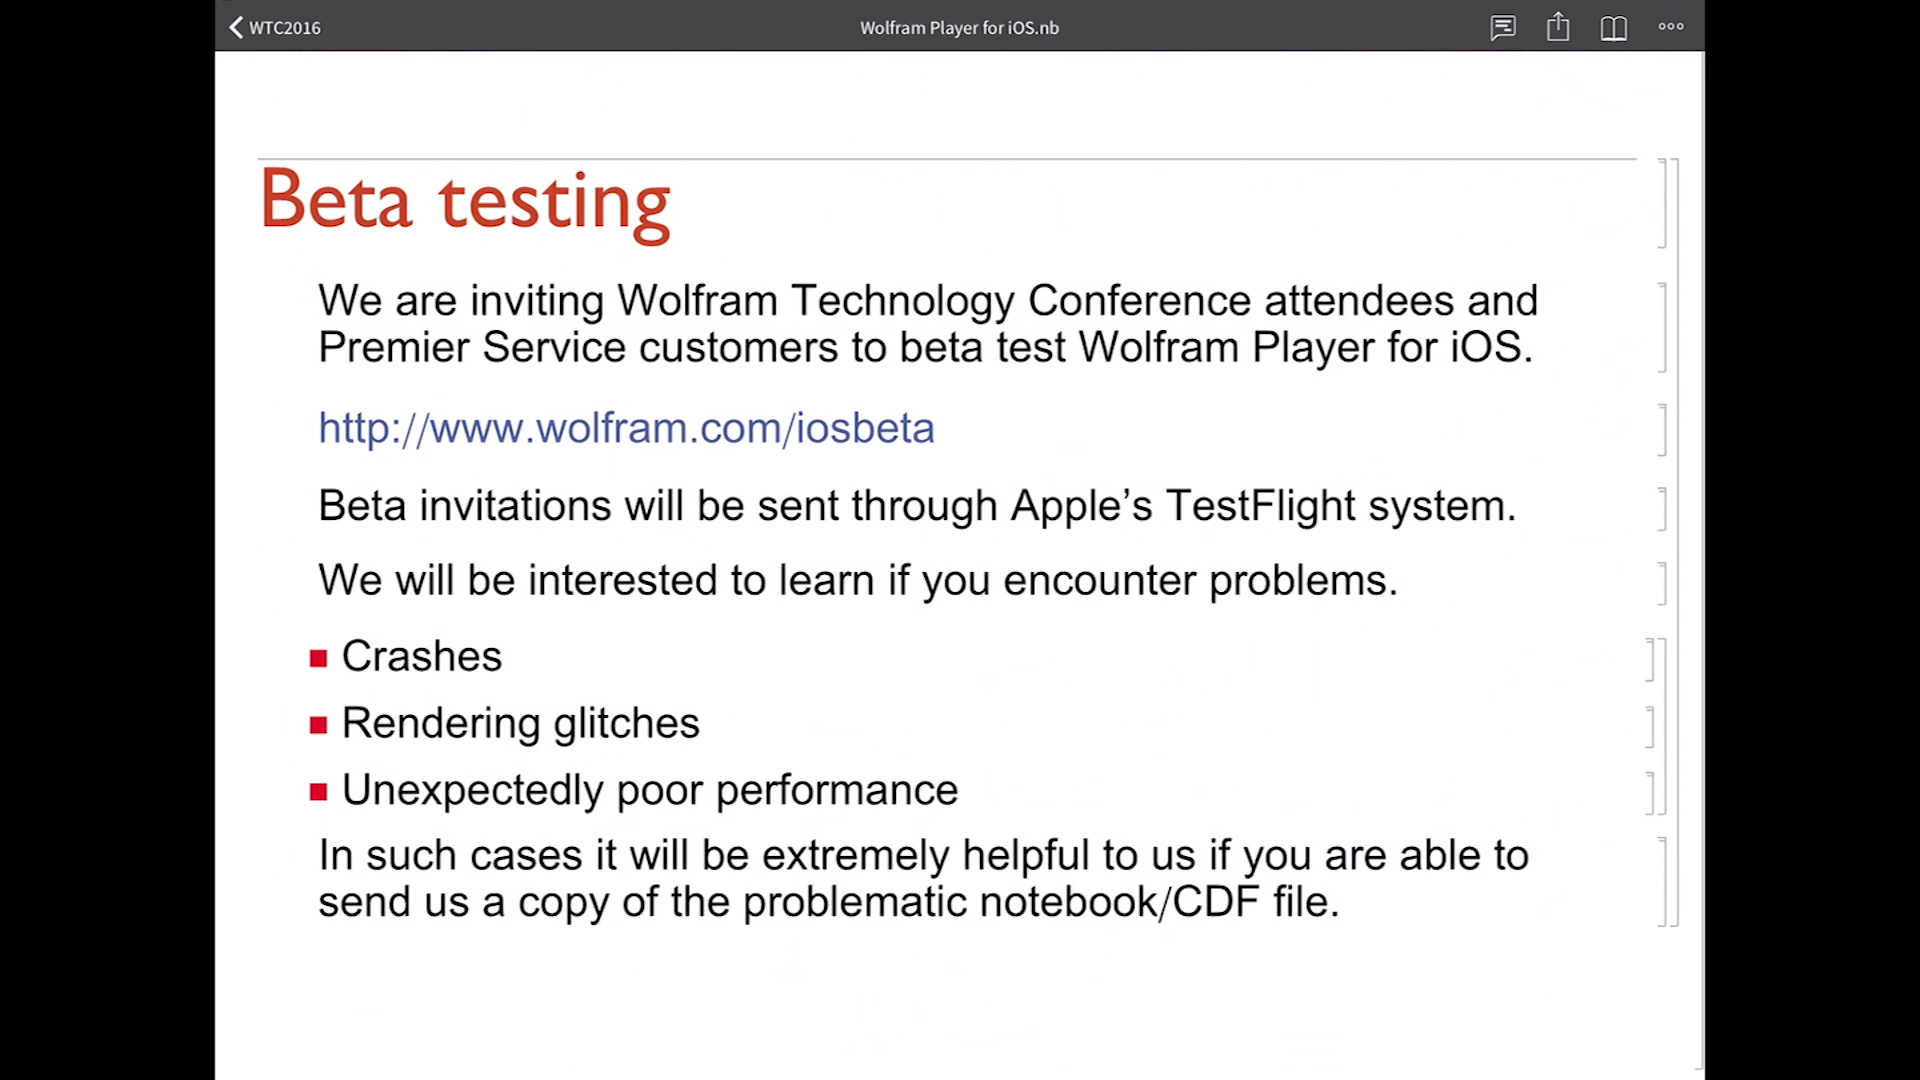 WTC2016
Wolfram Player for iOS.nb
Beta testing
We are inviting Wolfram Technology Conference attendees and
Premier Service customers to beta test Wolfram Player for iOS.
http://www.wolfram.com/iosbeta
Beta invitations will be sent through Apple’s TestFlight system.
We will be interested to learn if you encounter problems.
Crashes
Rendering glitches
Unexpectedly poor performance
In such cases it will be extremely helpful to us if you are able to
send us a copy of the problematic notebook/CDF file.